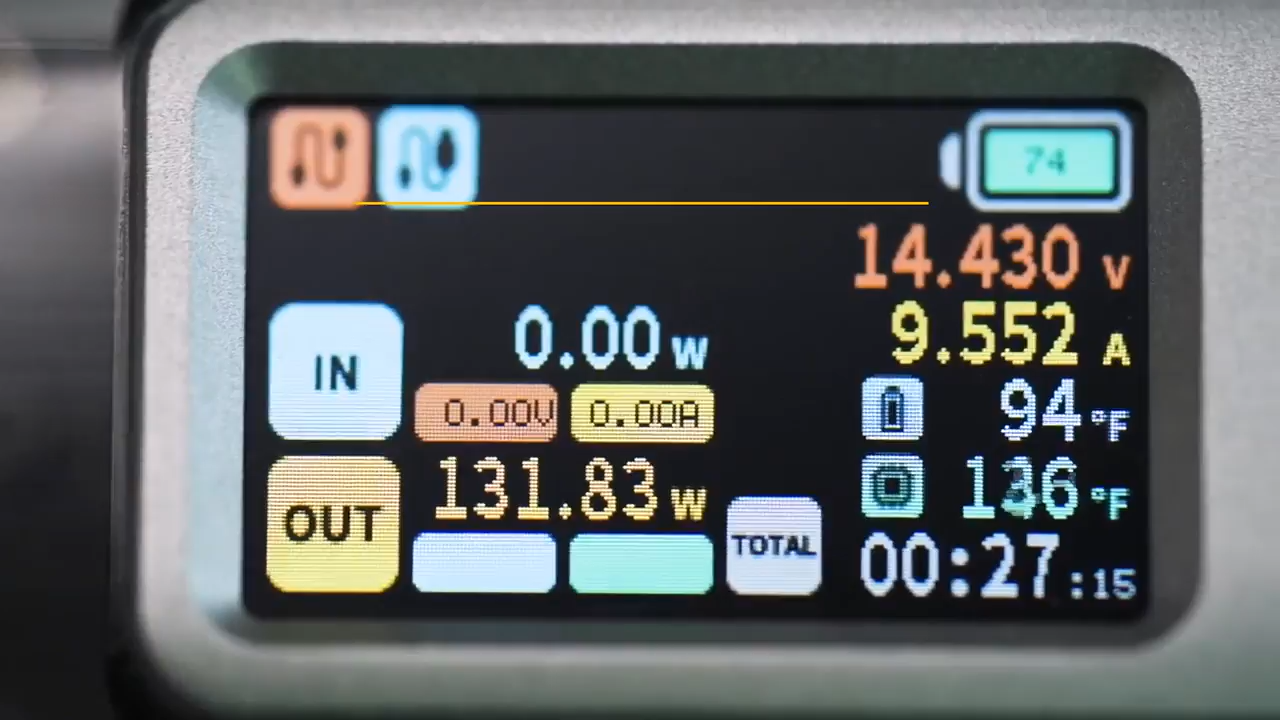 74
14.430 V
9.552 A
IN 0.00 W
0.00V 0.00A
94 °F
OUT 131.83 W
136 °F
TOTAL
00:27:15